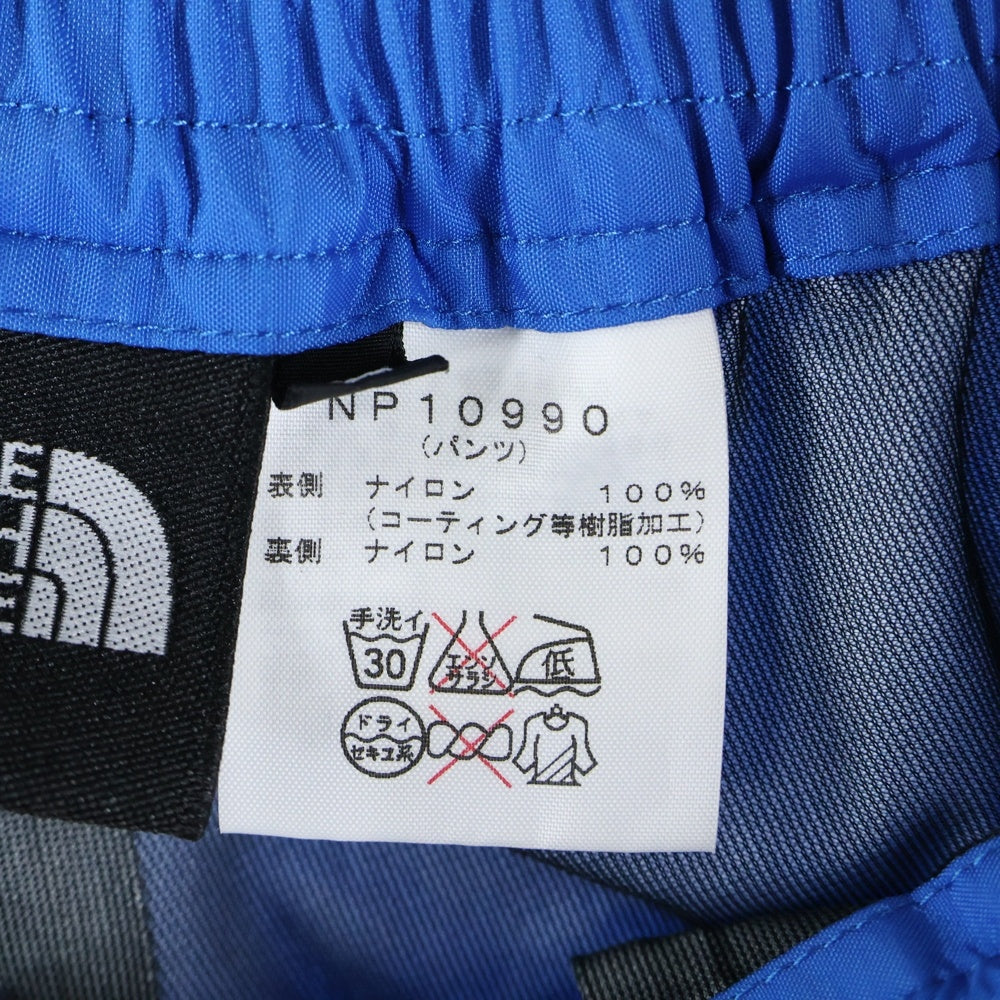 NP10990
(パンツ)
表側 ナイロン 100%
(コーティング等樹脂加工)
裏側 ナイロン 100%
手洗イ
30
エンソ
サラシ
低
ドライ
セキユ系